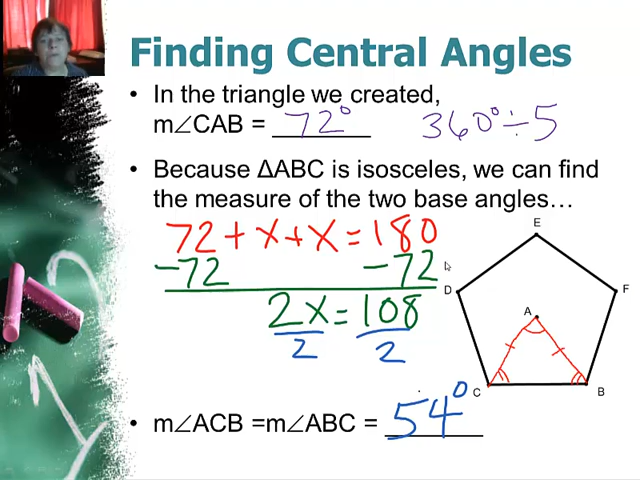 Finding Central Angles
• In the triangle we created,
m∠CAB = 72° 360° ÷ 5
• Because ΔABC is isosceles, we can find
the measure of the two base angles…
72 + x + x = 180
-72 -72
2x = 108
2 2
E
D
F
A
C
B
• m∠ACB =m∠ABC = 54°